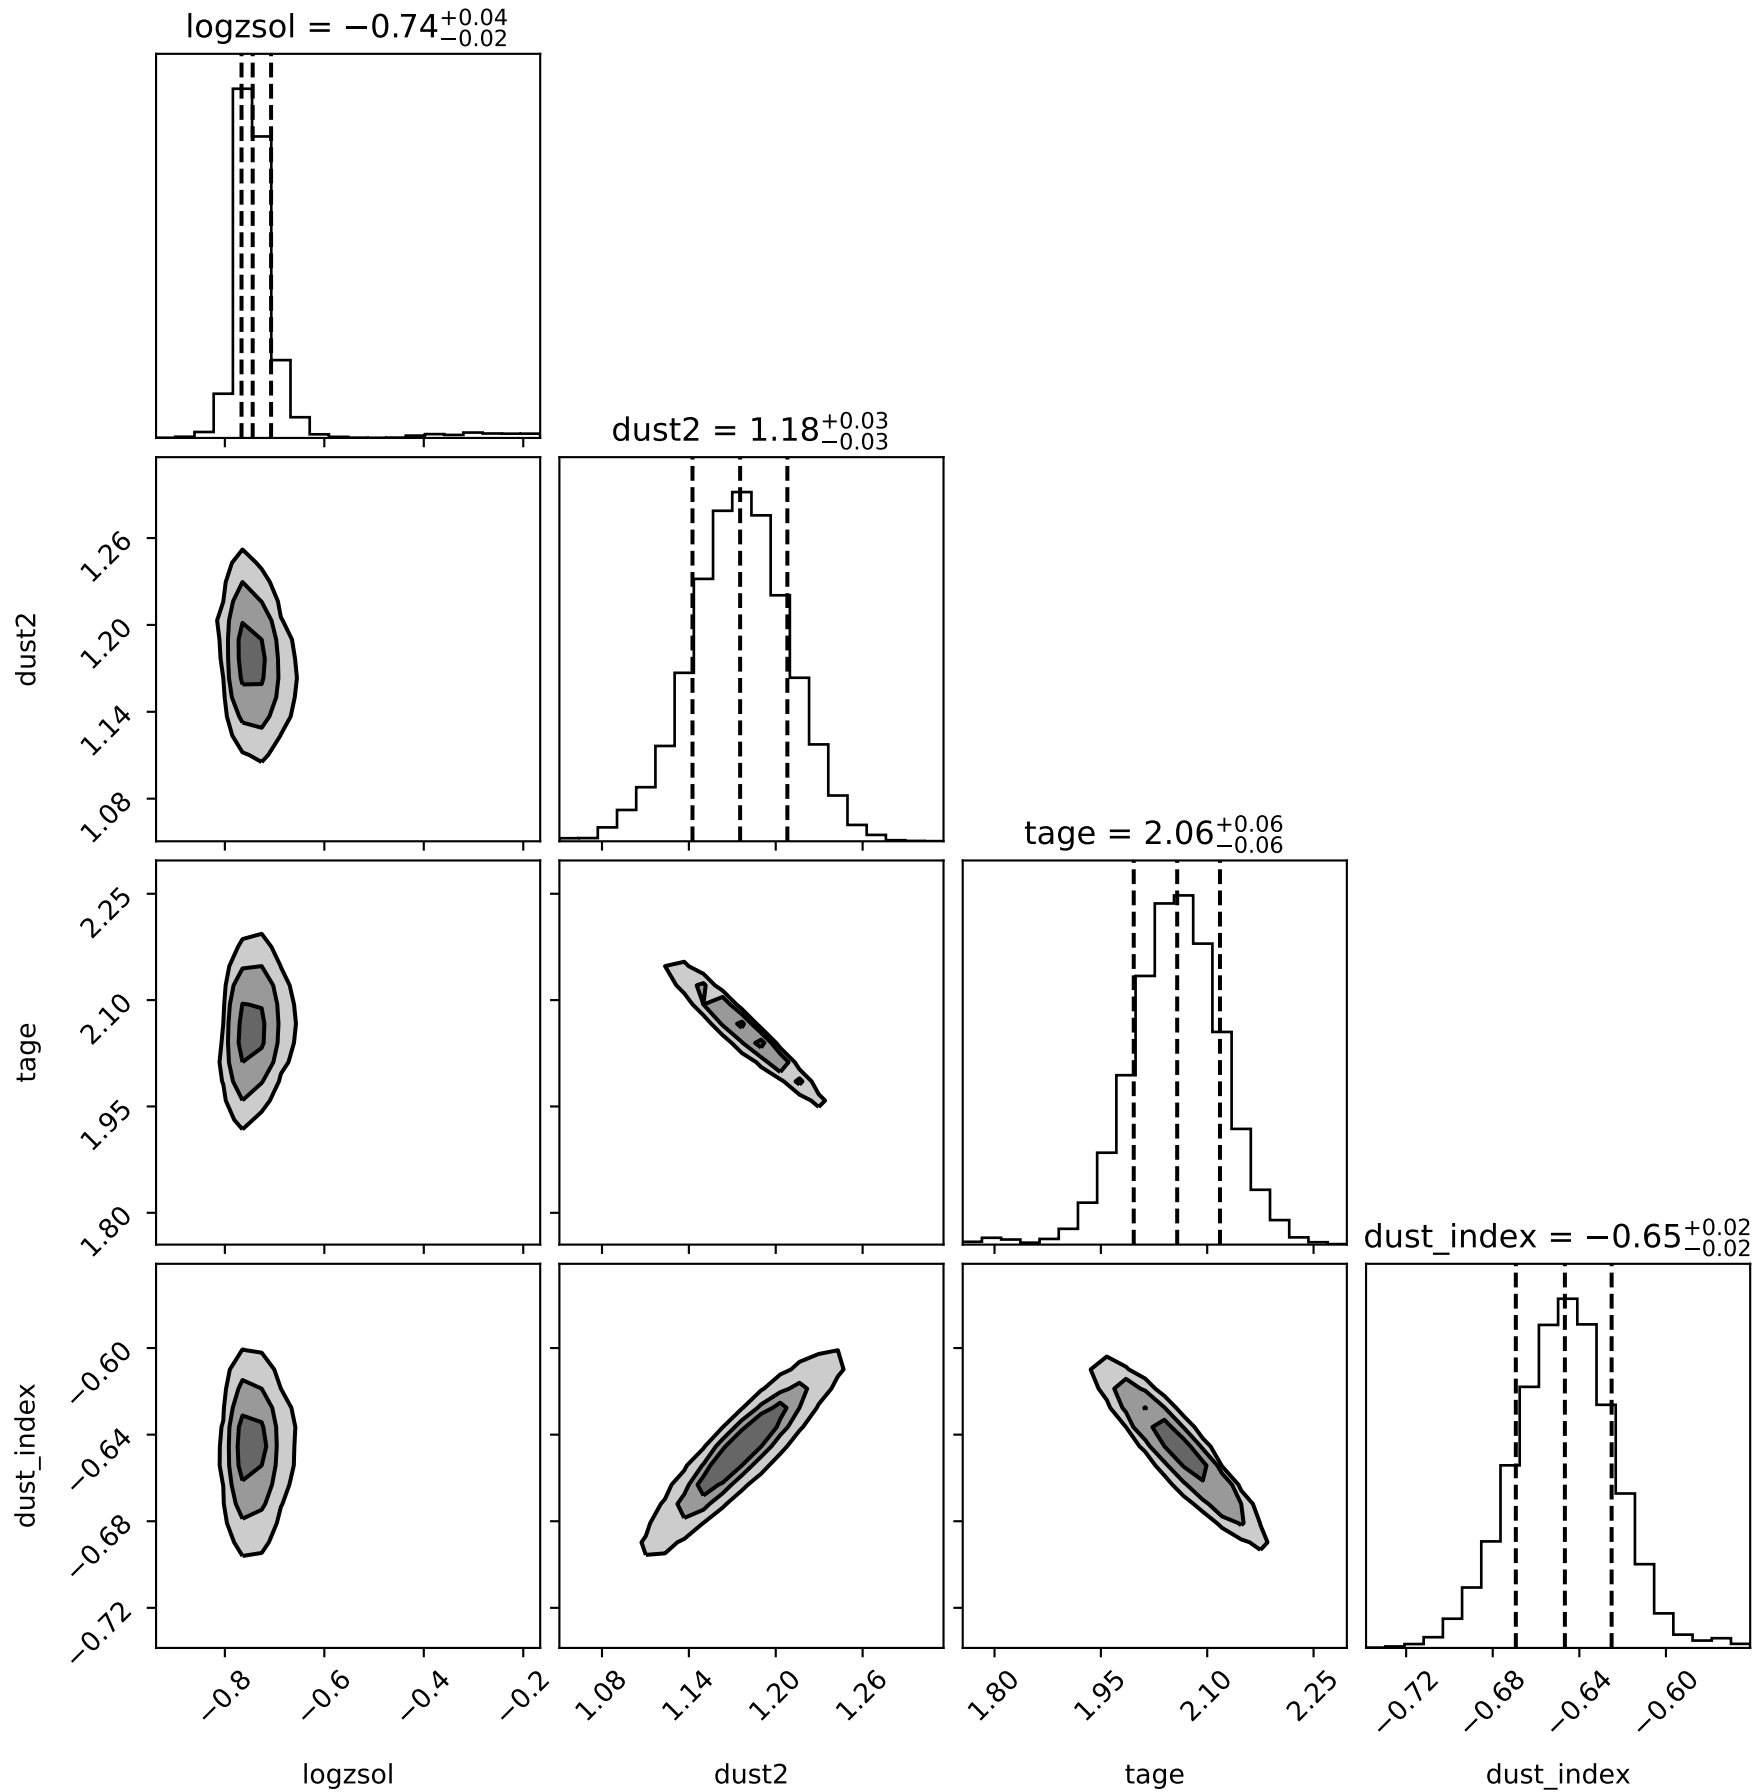 logzsol = −0.74 +0.04 −0.02
dust2 = 1.18 +0.03 −0.03
1.26
1.20
1.14
1.08
dust2
tage = 2.06 +0.06 −0.06
2.25
2.10
1.95
1.80
tage
dust_index = −0.65 +0.02 −0.02
−0.60
−0.64
−0.68
−0.72
dust_index
−0.8 −0.6 −0.4 −0.2
1.08 1.14 1.20 1.26
1.80 1.95 2.10 2.25
−0.72 −0.68 −0.64 −0.60
logzsol
dust2
tage
dust_index